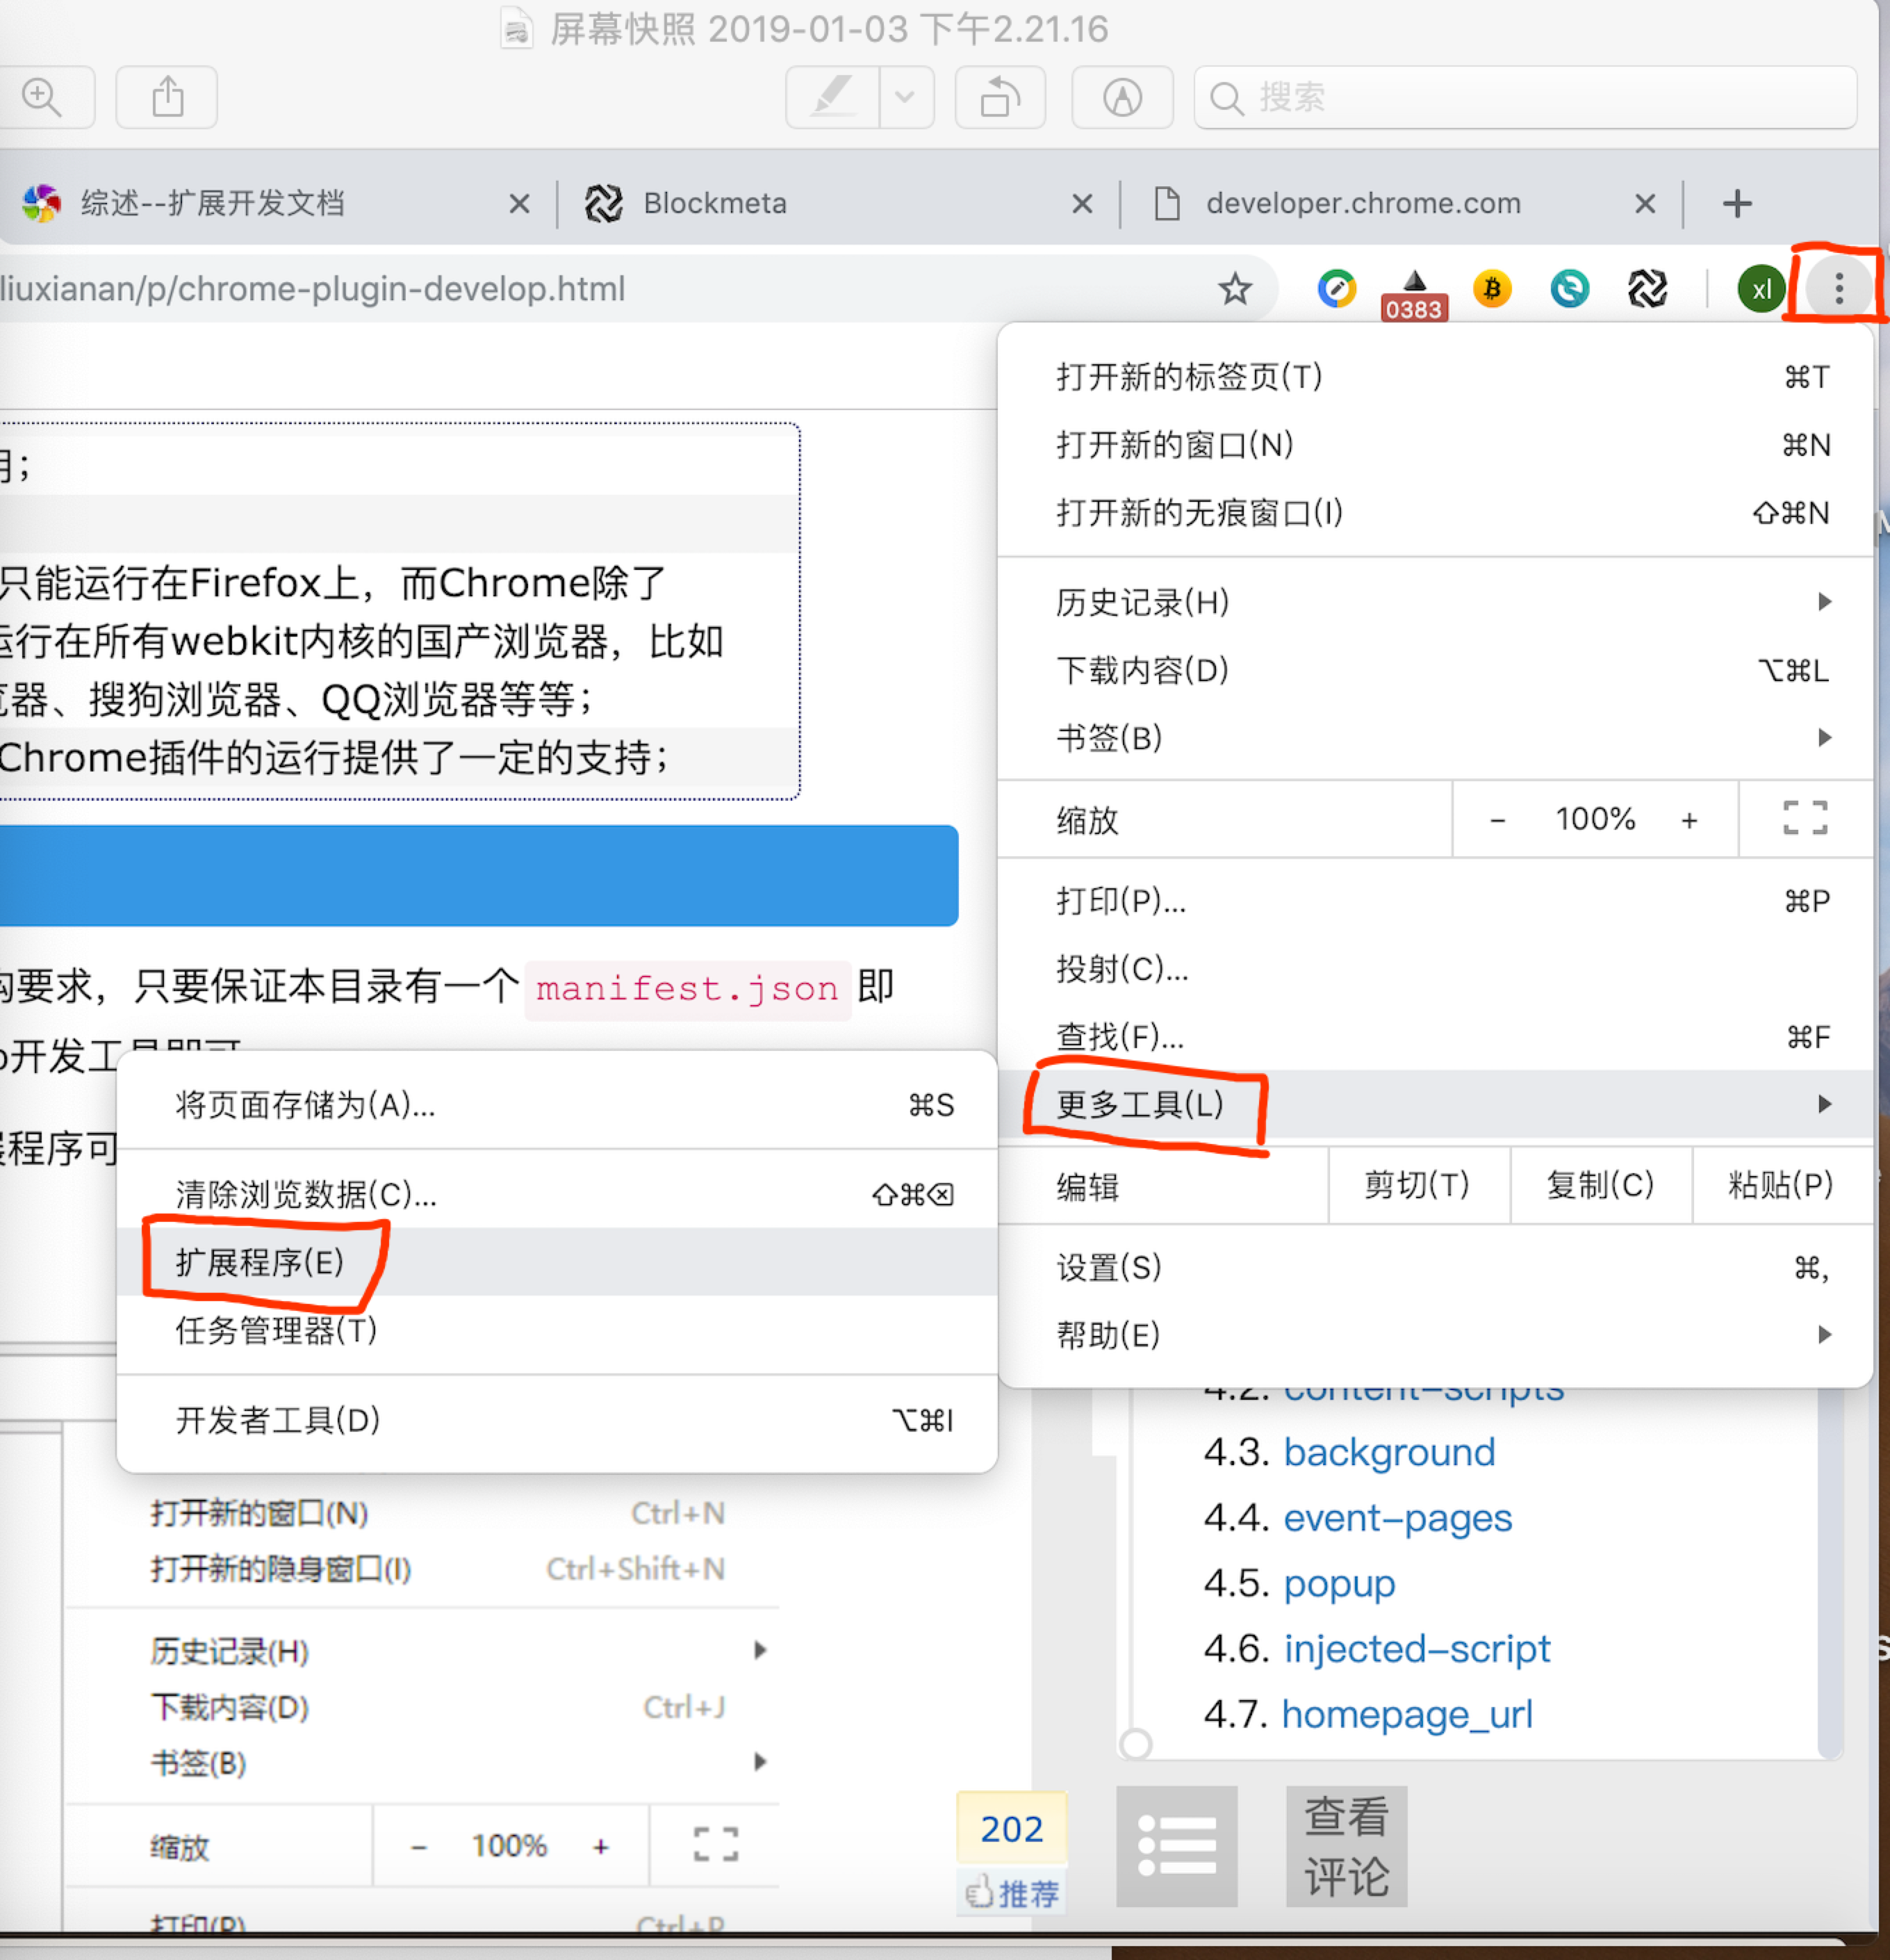 屏幕快照 2019-01-03 下午2.21.16
搜索
综述--扩展开发文档
Blockmeta
developer.chrome.com
liuxianan/p/chrome-plugin-develop.html
0383
xl
打开新的标签页(T) ⌘T
打开新的窗口(N) ⌘N
打开新的无痕窗口(I) ⇧⌘N
历史记录(H)
下载内容(D) ⌥⌘L
书签(B)
缩放 - 100% +
打印(P)... ⌘P
投射(C)...
查找(F)... ⌘F
更多工具(L)
编辑 剪切(T) 复制(C) 粘贴(P)
设置(S) ⌘,
帮助(E)
只能运行在Firefox上，而Chrome除了
行在所有webkit内核的国产浏览器，比如
器、搜狗浏览器、QQ浏览器等等；
Chrome插件的运行提供了一定的支持；
要求，只要保证本目录有一个 manifest.json 即
开发工具即可
程序可
将页面存储为(A)... ⌘S
清除浏览数据(C)... ⇧⌘⌫
扩展程序(E)
任务管理器(T)
开发者工具(D) ⌥⌘I
打开新的窗口(N) Ctrl+N
打开新的隐身窗口(I) Ctrl+Shift+N
历史记录(H)
下载内容(D) Ctrl+J
书签(B)
缩放 - 100% +
打印(P) Ctrl+P
4.2. content-scripts
4.3. background
4.4. event-pages
4.5. popup
4.6. injected-script
4.7. homepage_url
202
推荐
查看
评论